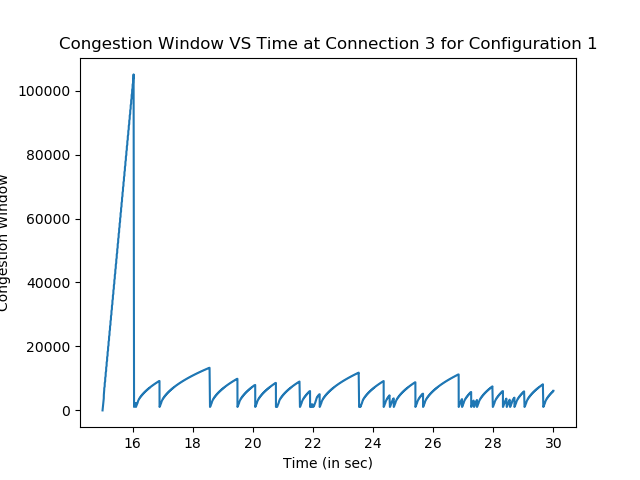 Congestion Window VS Time at Connection 3 for Configuration 1
100000
80000
60000
40000
20000
0
Congestion Window
16 18 20 22 24 26 28 30
Time (in sec)